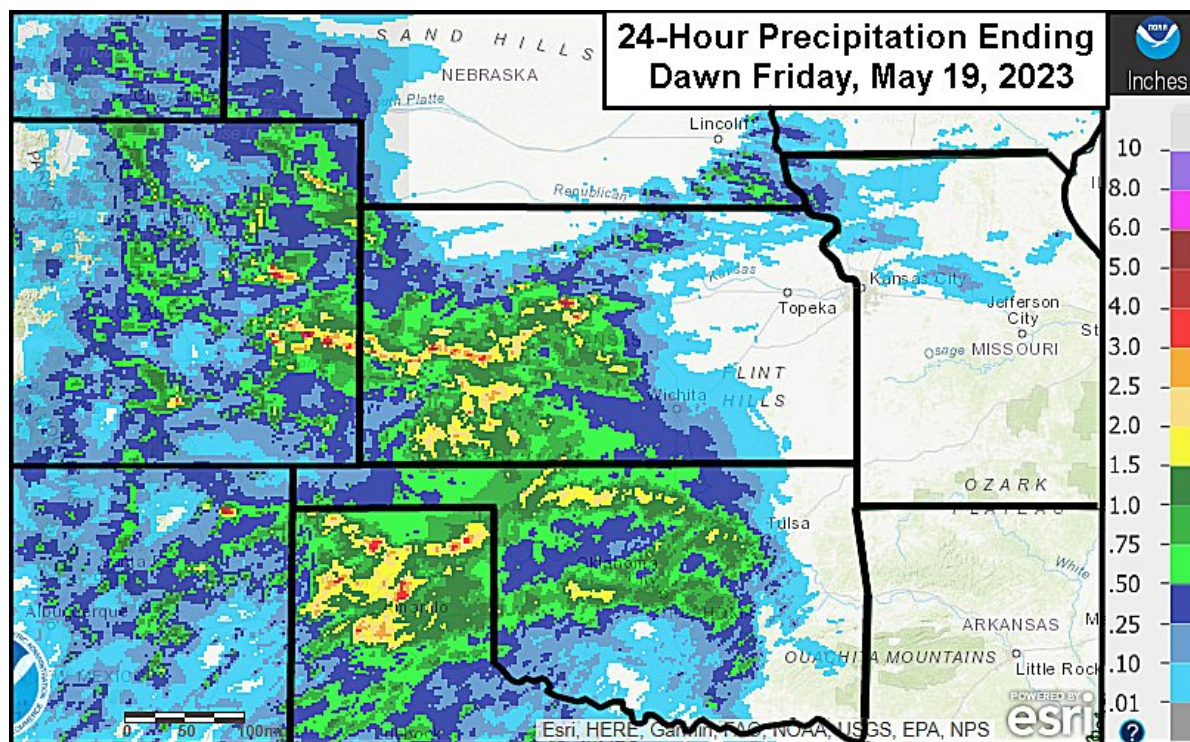 24-Hour Precipitation Ending
Dawn Friday, May 19, 2023
NOAA
Inches
SAND HILLS
NEBRASKA
Platte
Lincoln
Republican
Kansas
Kansas City
Topeka
Jefferson
City
St
Osage
MISSOURI
FLINT
HILLS
Wichita
OZARK
PLATEAU
Tulsa
White
Oklahoma
Amarillo
Albuquerque
ARKANSAS
M
OUACHITA MOUNTAINS
Little Rock
MEXICO
10
8.0
6.0
5.0
4.0
3.0
2.5
2.0
1.5
1.0
.75
.50
.25
.10
.01
0 50 100mi
POWERED BY
esri
Esri, HERE, Garmin, FAO, NOAA, USGS, EPA, NPS
?